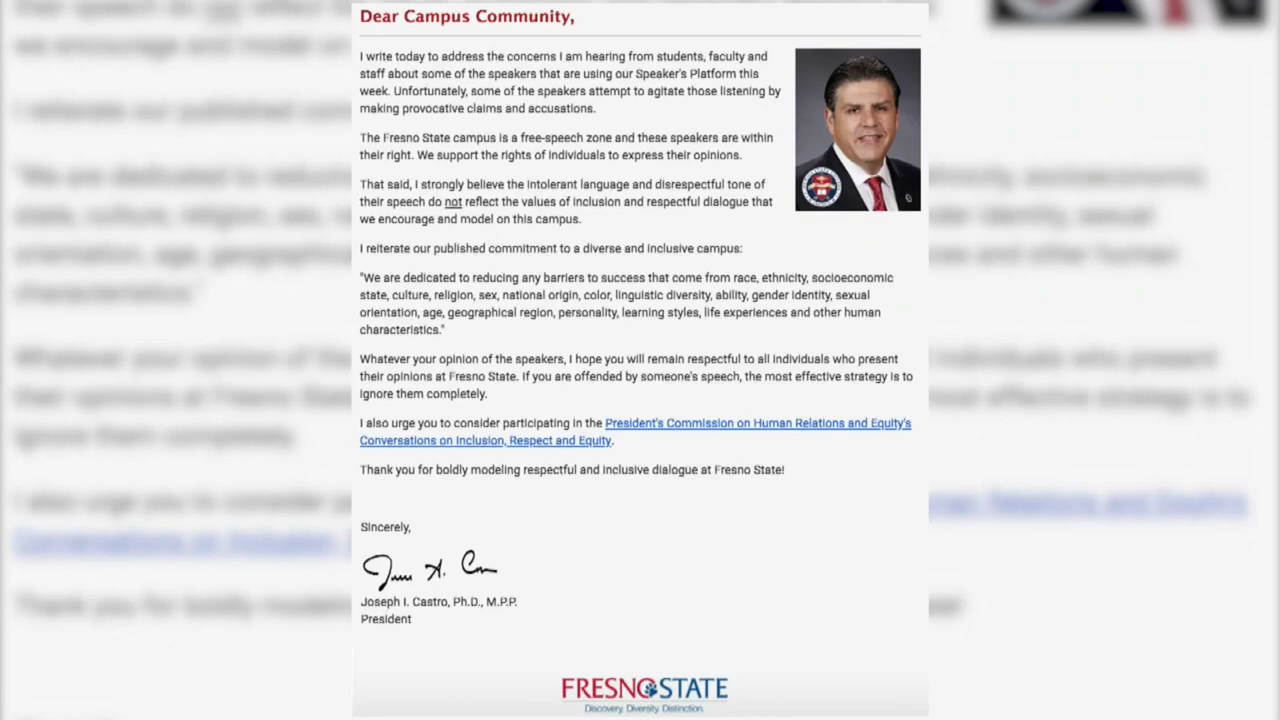 Dear Campus Community,
I write today to address the concerns I am hearing from students, faculty and
staff about some of the speakers that are using our Speaker's Platform this
week. Unfortunately, some of the speakers attempt to agitate those listening by
making provocative claims and accusations.
The Fresno State campus is a free-speech zone and these speakers are within
their right. We support the rights of individuals to express their opinions.
That said, I strongly believe the intolerant language and disrespectful tone of
their speech do not reflect the values of inclusion and respectful dialogue that
we encourage and model on this campus.
I reiterate our published commitment to a diverse and inclusive campus:
"We are dedicated to reducing any barriers to success that come from race, ethnicity, socioeconomic
state, culture, religion, sex, national origin, color, linguistic diversity, ability, gender identity, sexual
orientation, age, geographical region, personality, learning styles, life experiences and other human
characteristics."
Whatever your opinion of the speakers, I hope you will remain respectful to all individuals who present
their opinions at Fresno State. If you are offended by someone's speech, the most effective strategy is to
ignore them completely.
I also urge you to consider participating in the President's Commission on Human Relations and Equity's
Conversations on Inclusion, Respect and Equity.
Thank you for boldly modeling respectful and inclusive dialogue at Fresno State!
Sincerely,
Joseph I. Castro, Ph.D., M.P.P.
President
FRESNO STATE
Discovery. Diversity. Distinction.